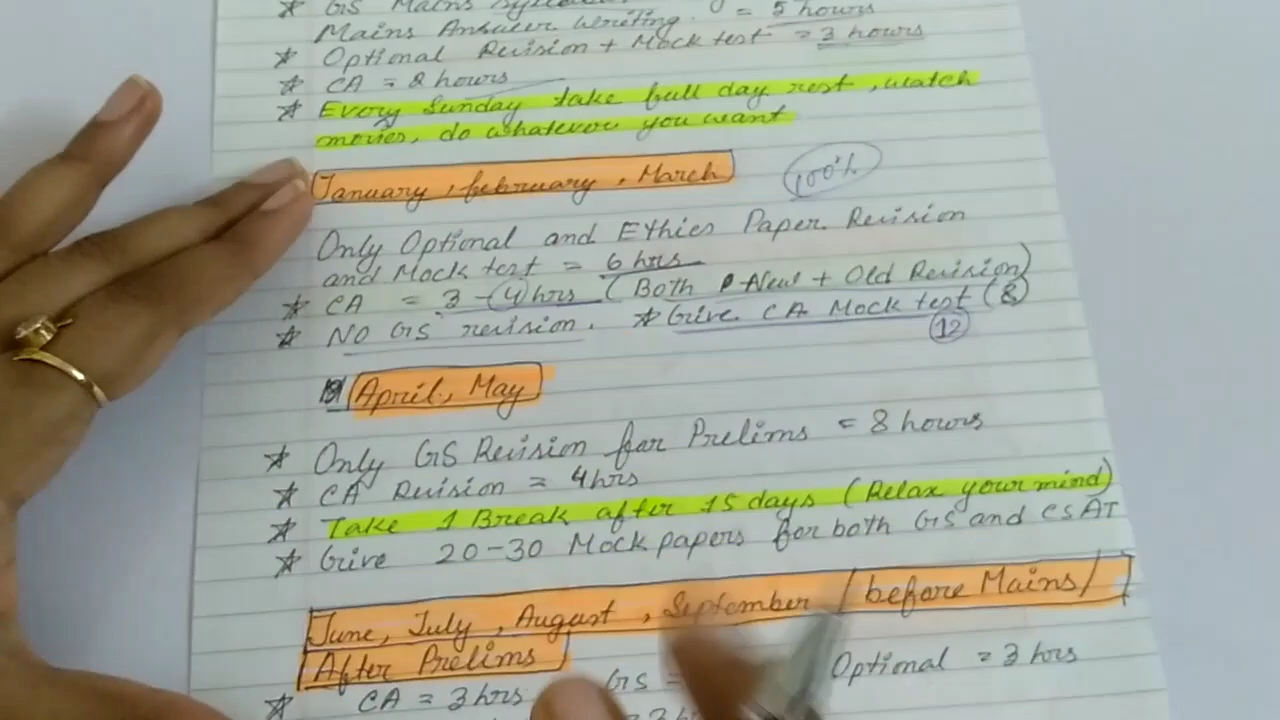 * GS Mains
Mains Answer Writing. = 5 hours
* Optional Revision + Mock test = 3 hours
* CA = 2 hours
* Every Sunday take full day rest, watch
movies, do whatever you want
January, february, March 100%
Only Optional and Ethics Paper Revision
and Mock test = 6 hrs
* CA = 3-4 hrs (Both New + Old Revision)
* NO GS revision. * Give CA Mock test (8)
12
April, May
* Only GS Revision for Prelims = 8 hours
* CA Revision = 4hrs
* Take 1 Break after 15 days (Relax your mind)
* Give 20-30 Mock papers for both GS and CSAT
June, July, August, September / before Mains /
After Prelims
* CA = 3 hrs GS = Optional = 3 hrs